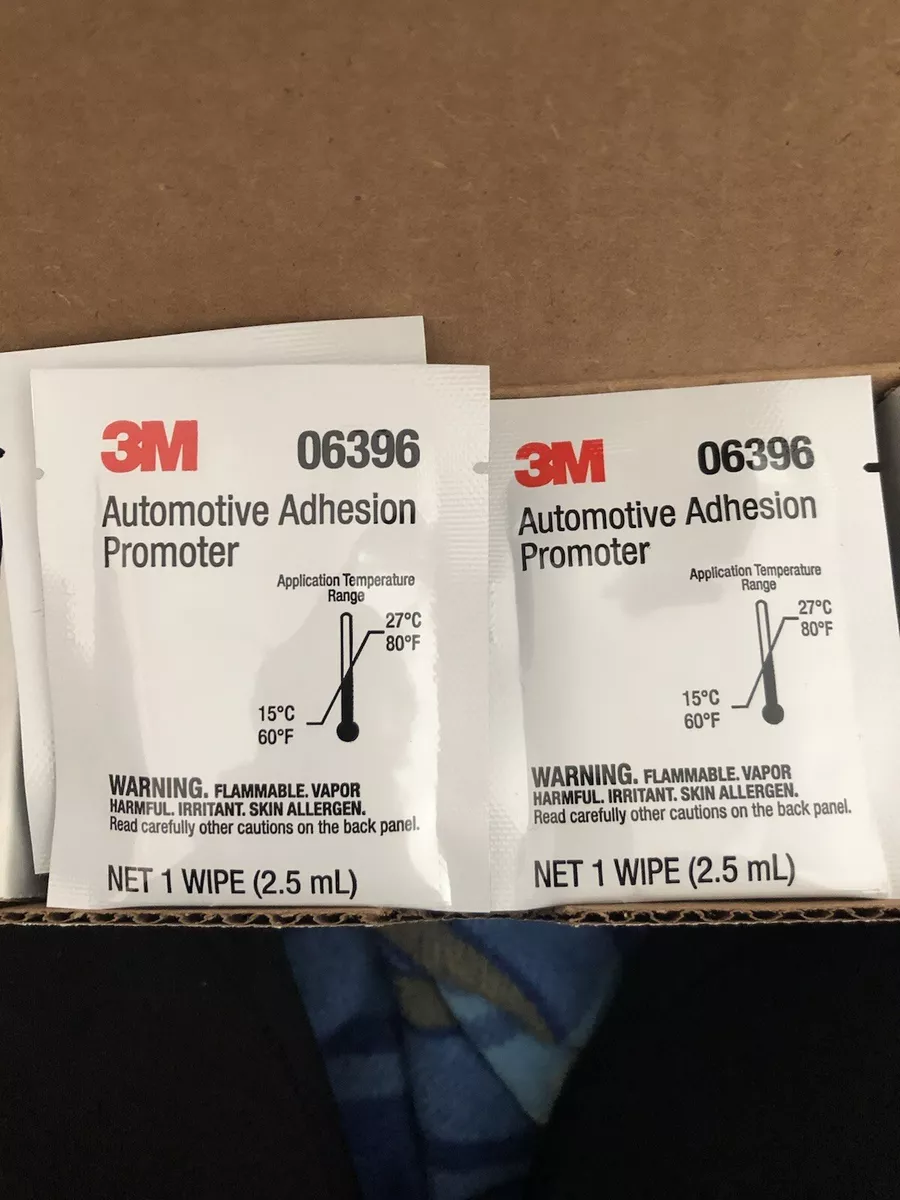 3M 06396
Automotive Adhesion
Promoter
Application Temperature
Range
27°C
80°F
15°C
60°F
WARNING. FLAMMABLE. VAPOR
HARMFUL. IRRITANT. SKIN ALLERGEN.
Read carefully other cautions on the back panel.
NET 1 WIPE (2.5 mL)
3M 06396
Automotive Adhesion
Promoter
Application Temperature
Range
27°C
80°F
15°C
60°F
WARNING. FLAMMABLE. VAPOR
HARMFUL. IRRITANT. SKIN ALLERGEN.
Read carefully other cautions on the back panel.
NET 1 WIPE (2.5 mL)